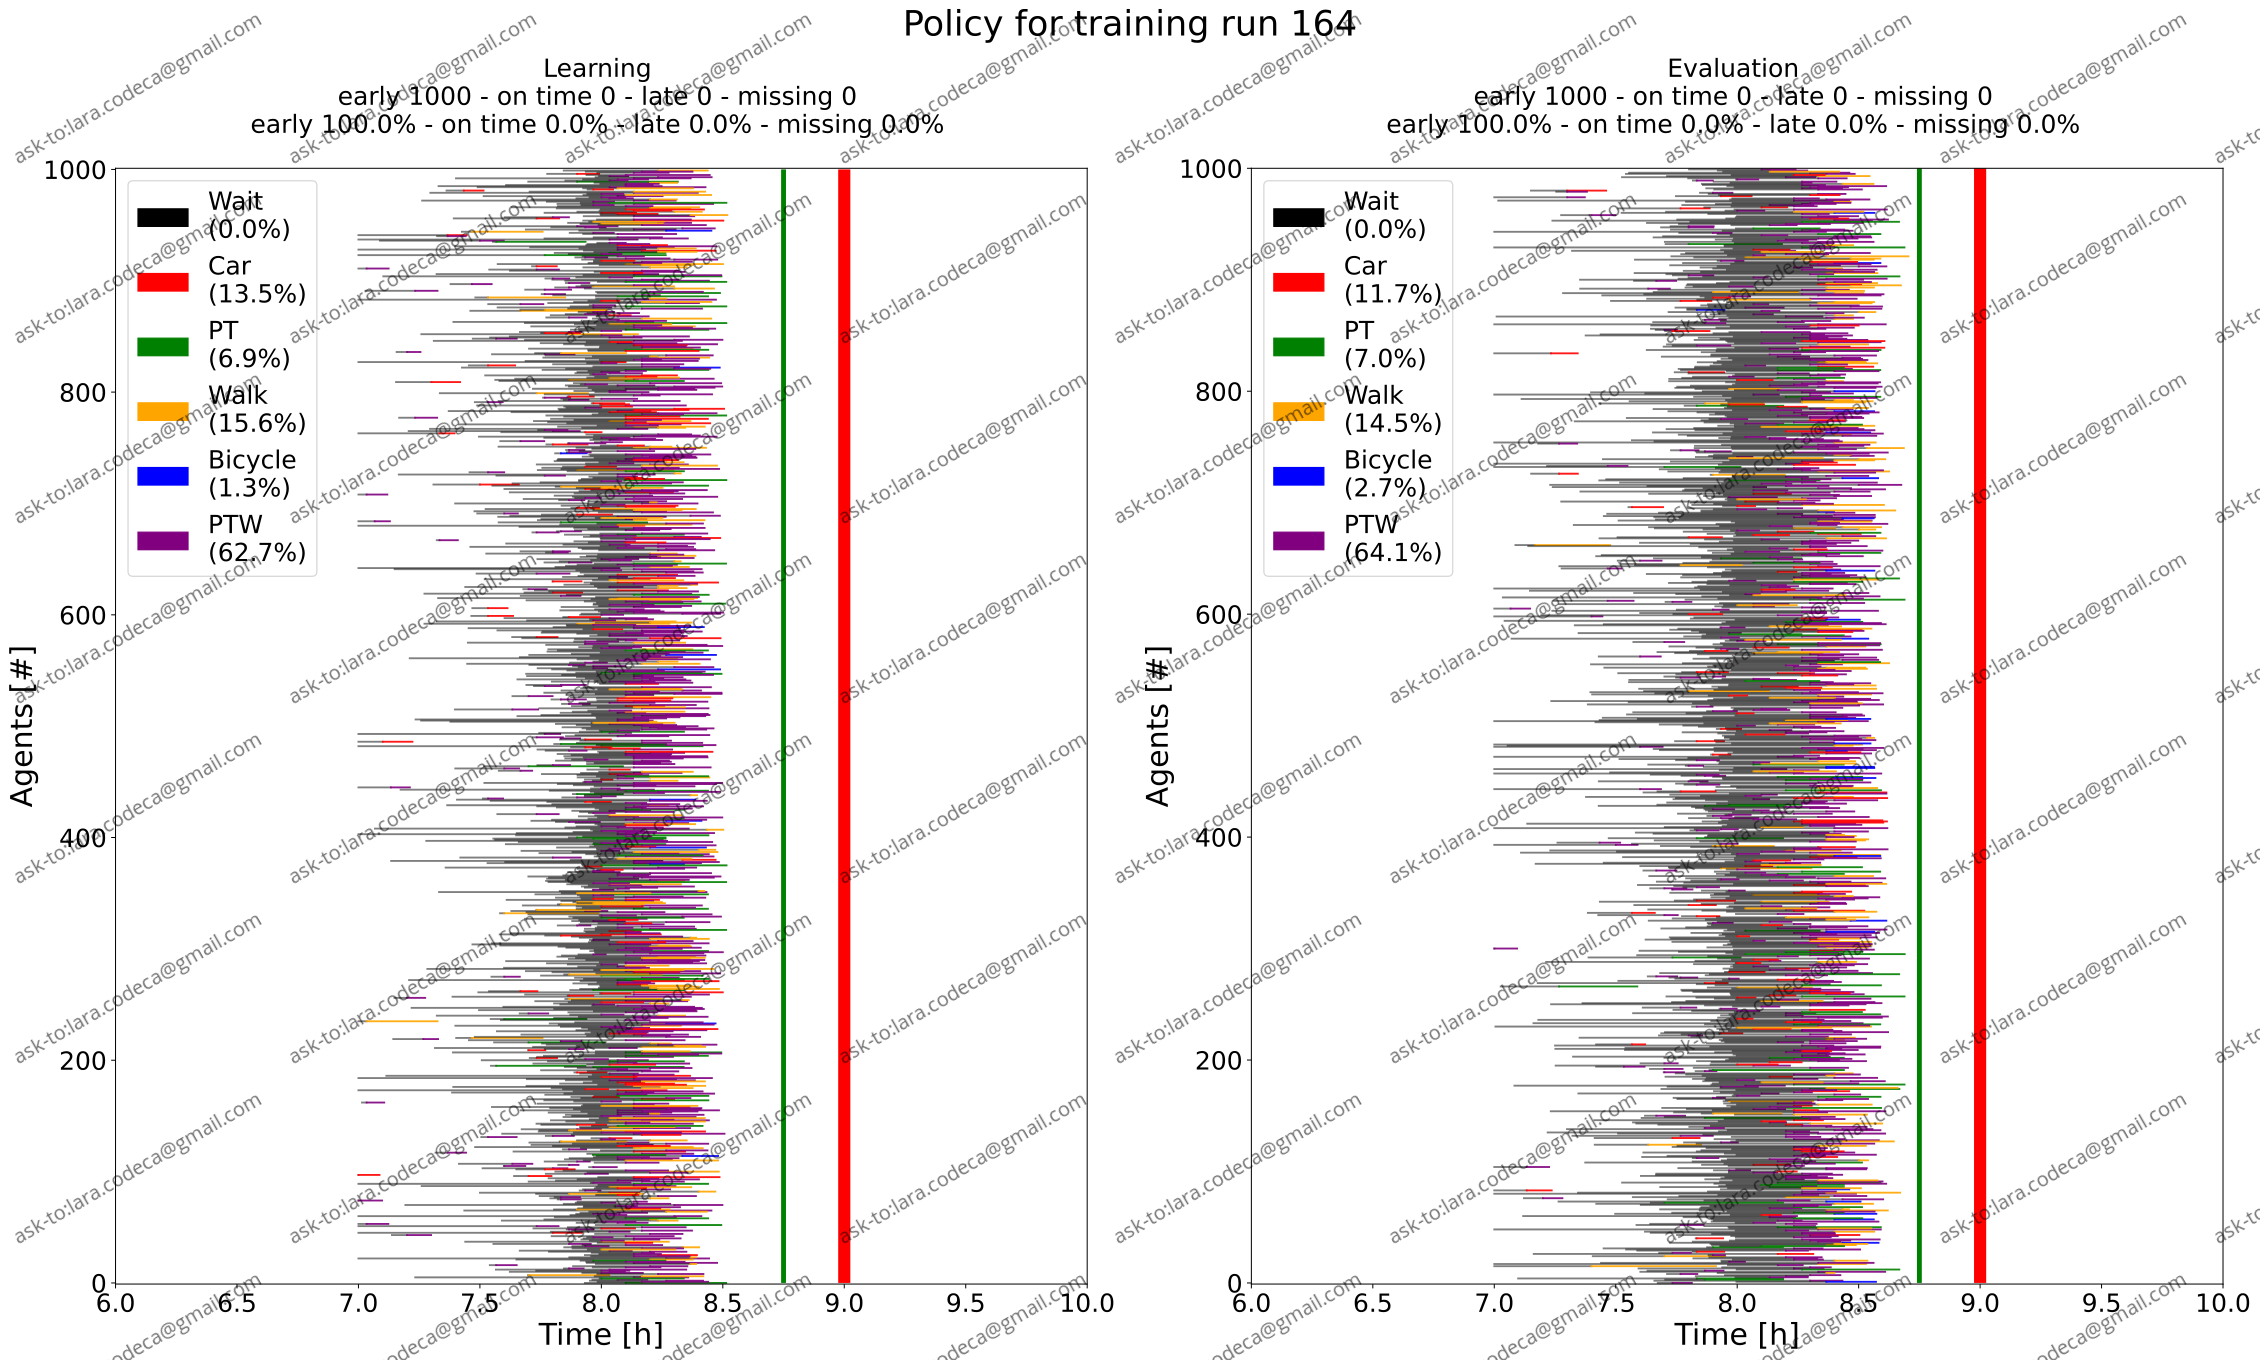 Policy for training run 164
Learning
early 1000 - on time 0 - late 0 - missing 0
early 100.0% - on time 0.0% - late 0.0% - missing 0.0%
Agents [#]
1000
800
600
400
200
0
Wait
(0.0%)
Car
(13.5%)
PT
(6.9%)
Walk
(15.6%)
Bicycle
(1.3%)
PTW
(62.7%)
6.0 6.5 7.0 7.5 8.0 8.5 9.0 9.5 10.0
Time [h]
Evaluation
early 1000 - on time 0 - late 0 - missing 0
early 100.0% - on time 0.0% - late 0.0% - missing 0.0%
Agents [#]
1000
800
600
400
200
0
Wait
(0.0%)
Car
(11.7%)
PT
(7.0%)
Walk
(14.5%)
Bicycle
(2.7%)
PTW
(64.1%)
6.0 6.5 7.0 7.5 8.0 8.5 9.0 9.5 10.0
Time [h]
ask-to:lara.codeca@gmail.com